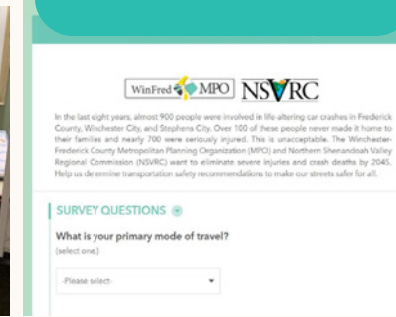 WinFred MPO NSVRC
In the last eight years, almost 900 people were involved in life-altering car crashes in Frederick
County, Winchester City, and Stephens City. Over 100 of these people never made it home to
their families and nearly 700 were seriously injured. This is unacceptable. The Winchester-
Frederick County Metropolitan Planning Organization (MPO) and Northern Shenandoah Valley
Regional Commission (NSVRC) want to eliminate severe injuries and crash deaths by 2045.
Help us determine transportation safety recommendations to make our streets safer for all.
SURVEY QUESTIONS
What is your primary mode of travel?
(select one)
-Please select-